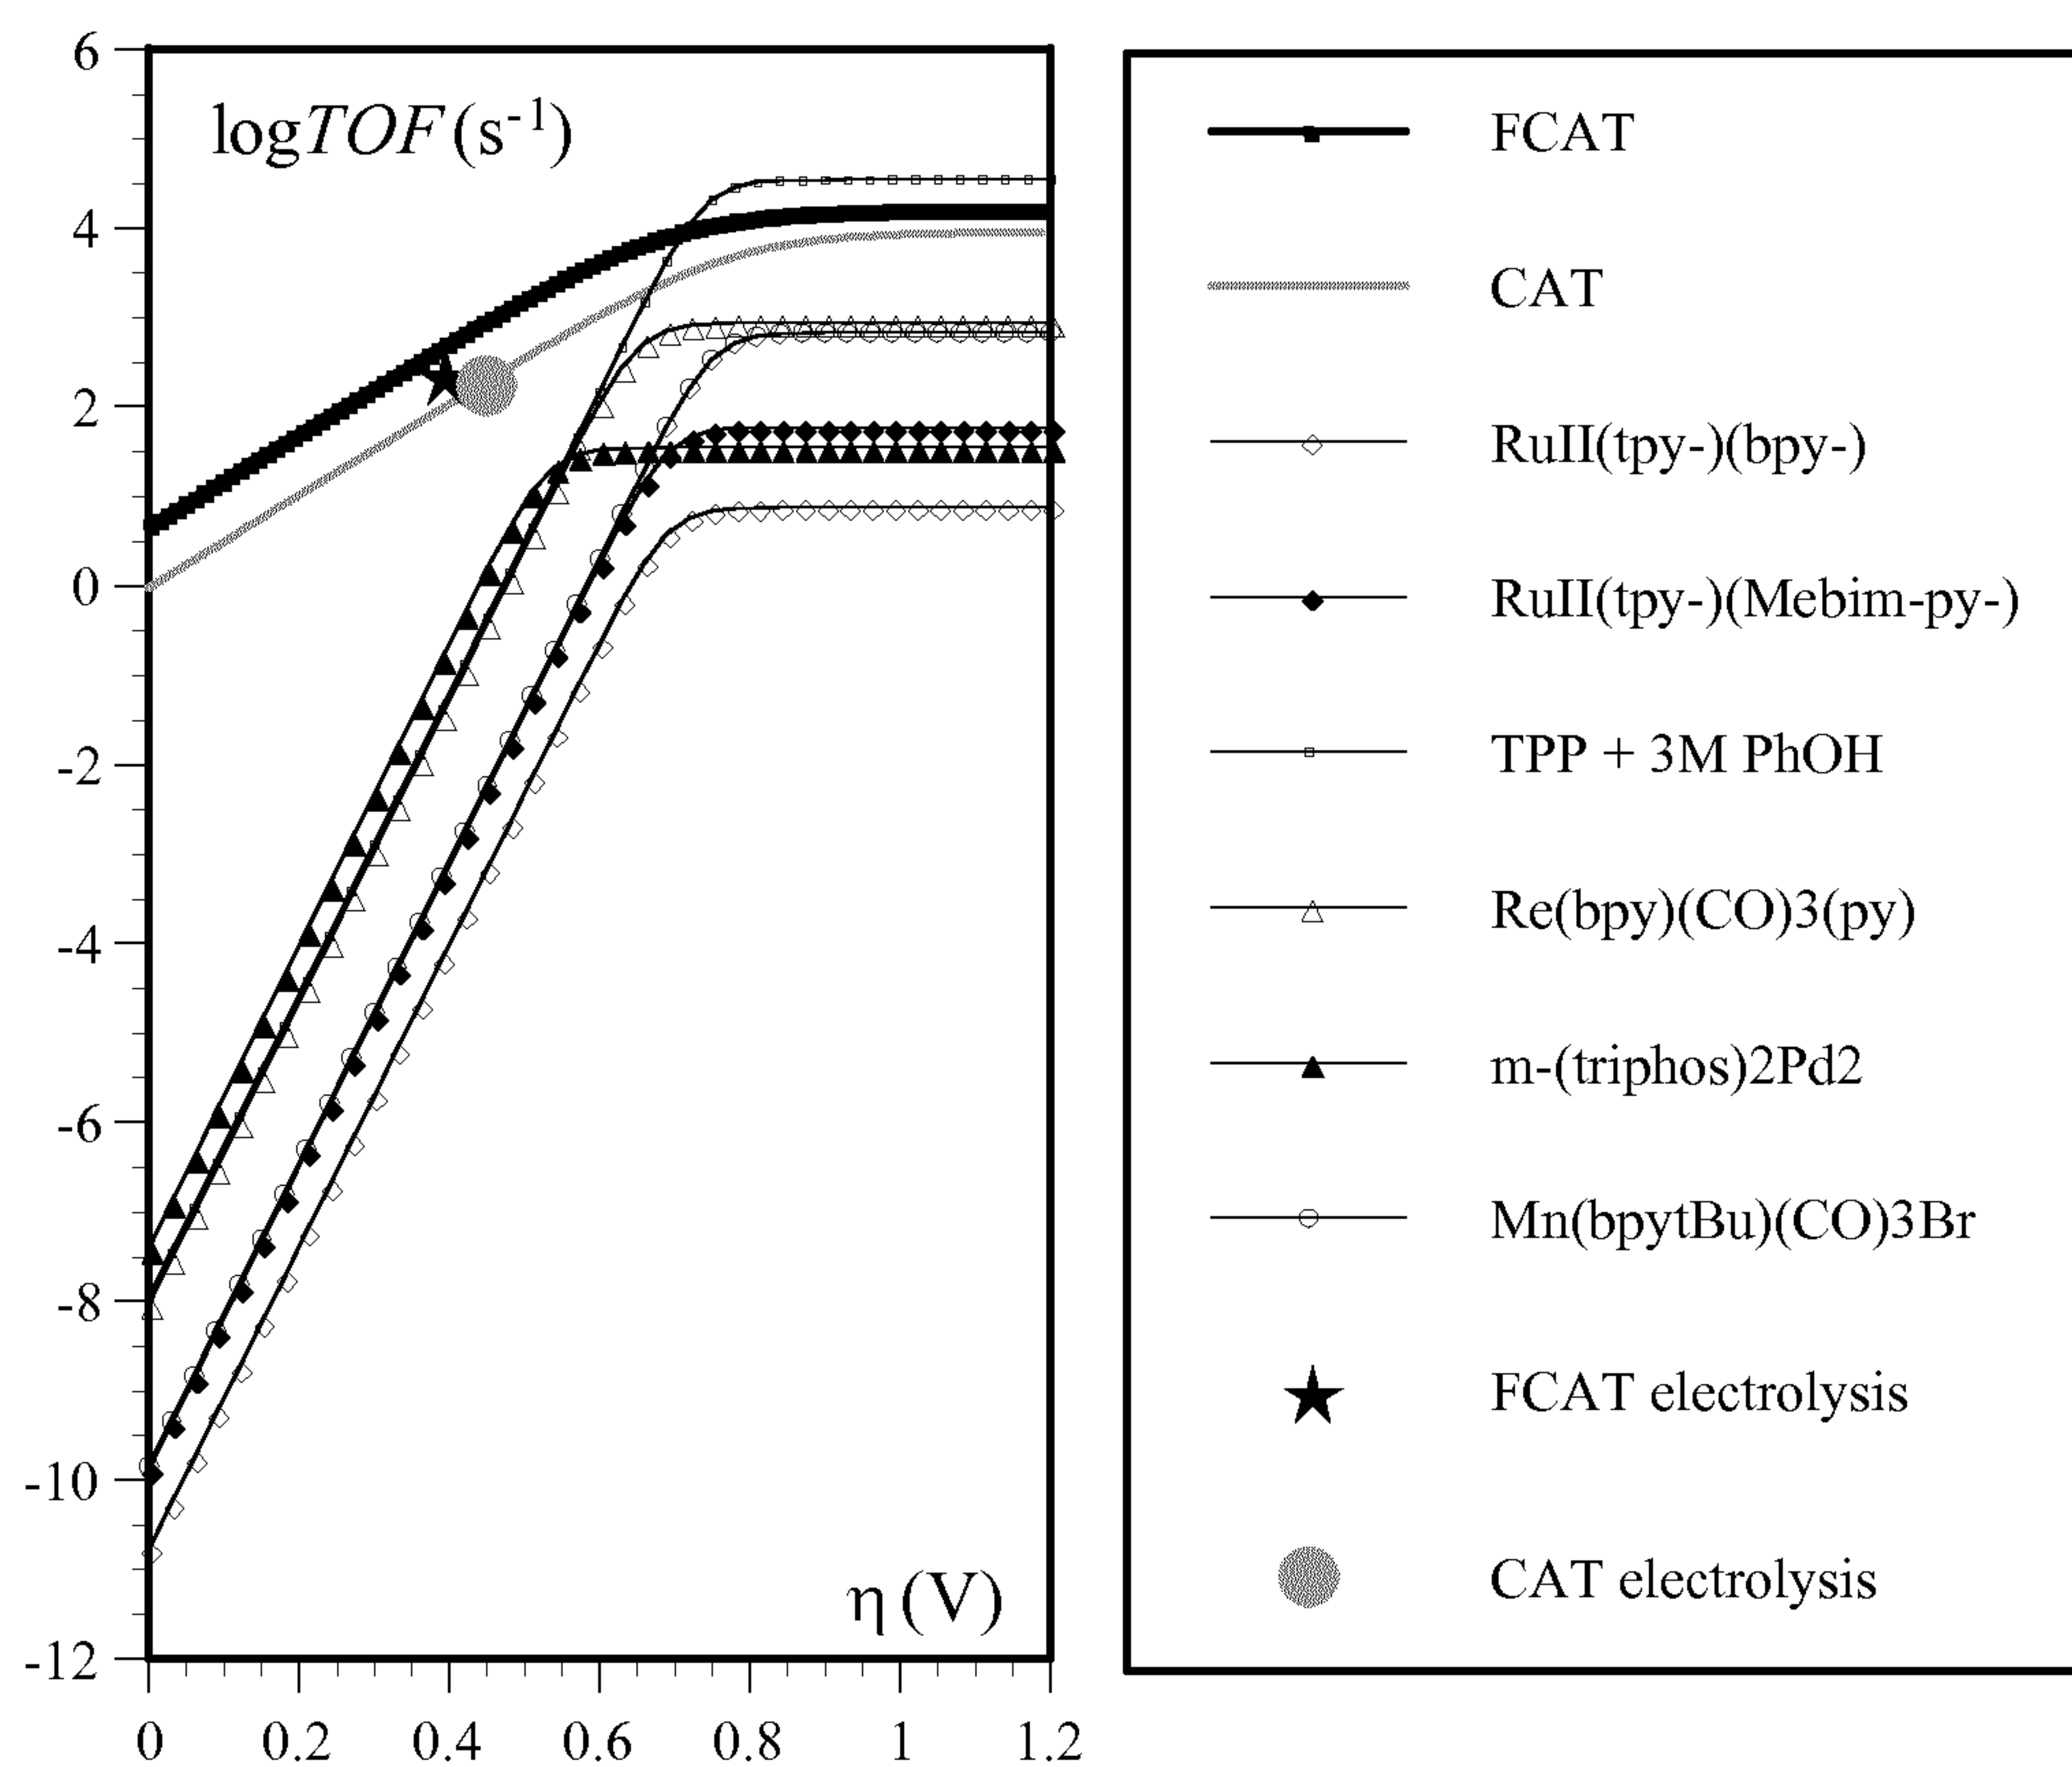 6
4
2
0
-2
-4
-6
-8
-10
-12
logTOF (s-1)
η (V)
0 0.2 0.4 0.6 0.8 1 1.2
FCAT
CAT
RuII(tpy-)(bpy-)
RuII(tpy-)(Mebim-py-)
TPP + 3M PhOH
Re(bpy)(CO)3(py)
m-(triphos)2Pd2
Mn(bpytBu)(CO)3Br
FCAT electrolysis
CAT electrolysis